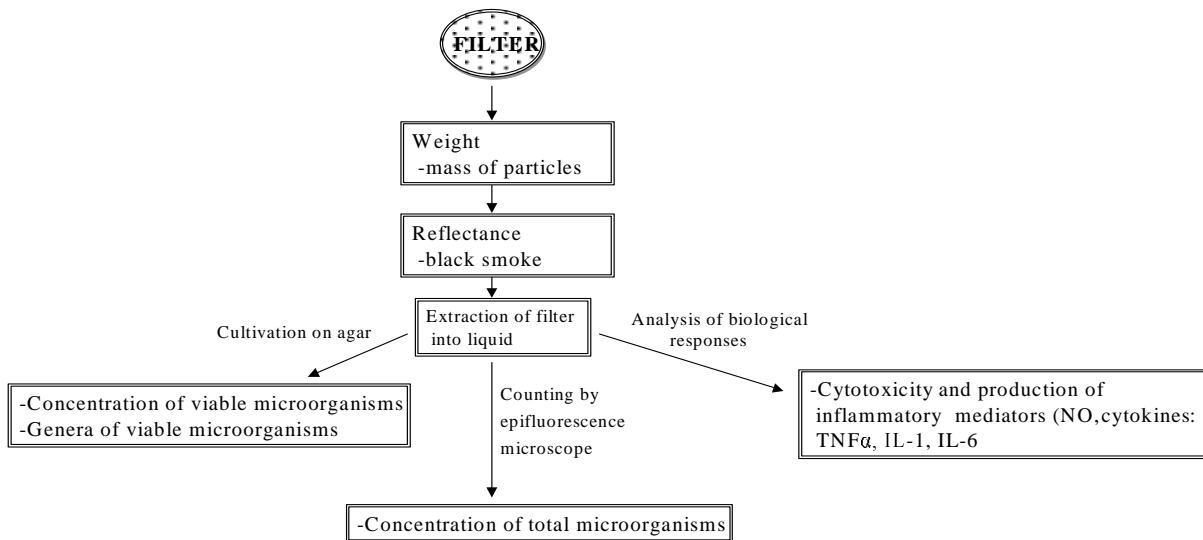 FILTER
Weight
-mass of particles
Reflectance
-black smoke
Extraction of filter
into liquid
Cultivation on agar
Analysis of biological
responses
-Concentration of viable microorganisms
-Genera of viable microorganisms
Counting by
epifluorescence
microscope
-Cytotoxicity and production of
inflammatory mediators (NO,cytokines:
TNFα, IL-1, IL-6
-Concentration of total microorganisms